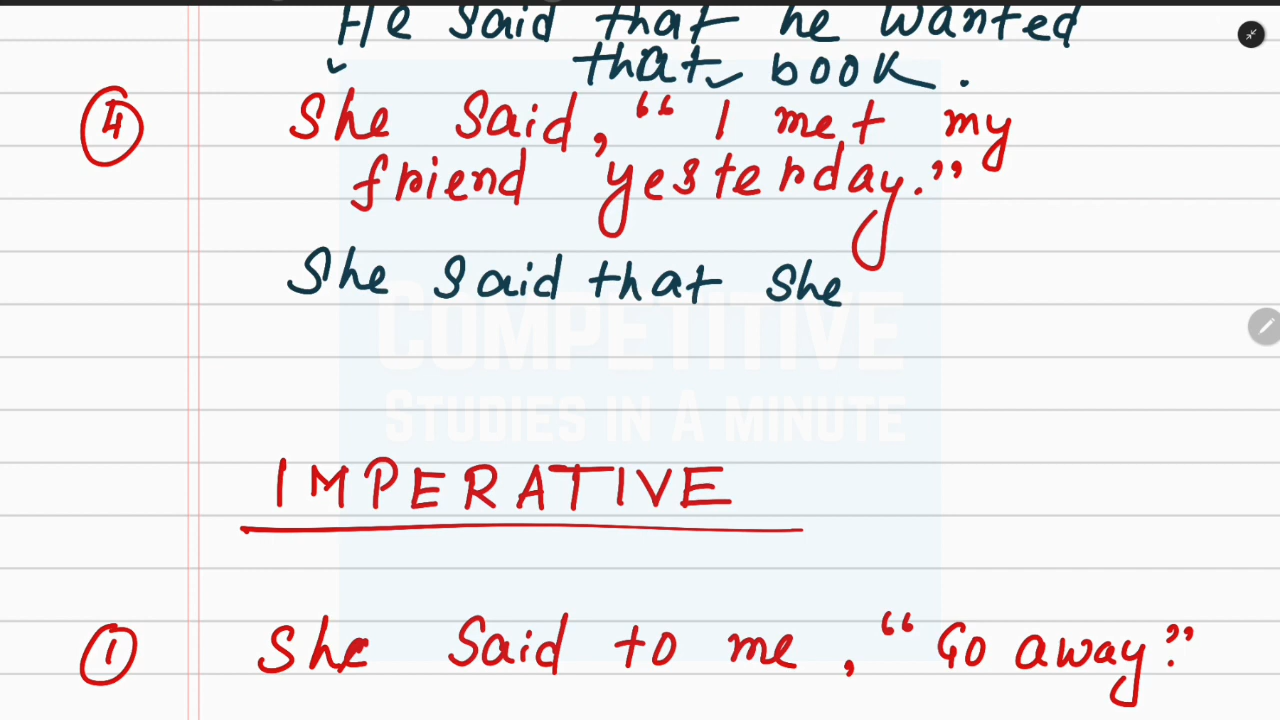 He said that he wanted
that book.
④ She said, "I met my
friend yesterday."
She said that she
COMPETITIVE
STUDIES IN A MINUTE
IMPERATIVE
① She said to me, "Go away."